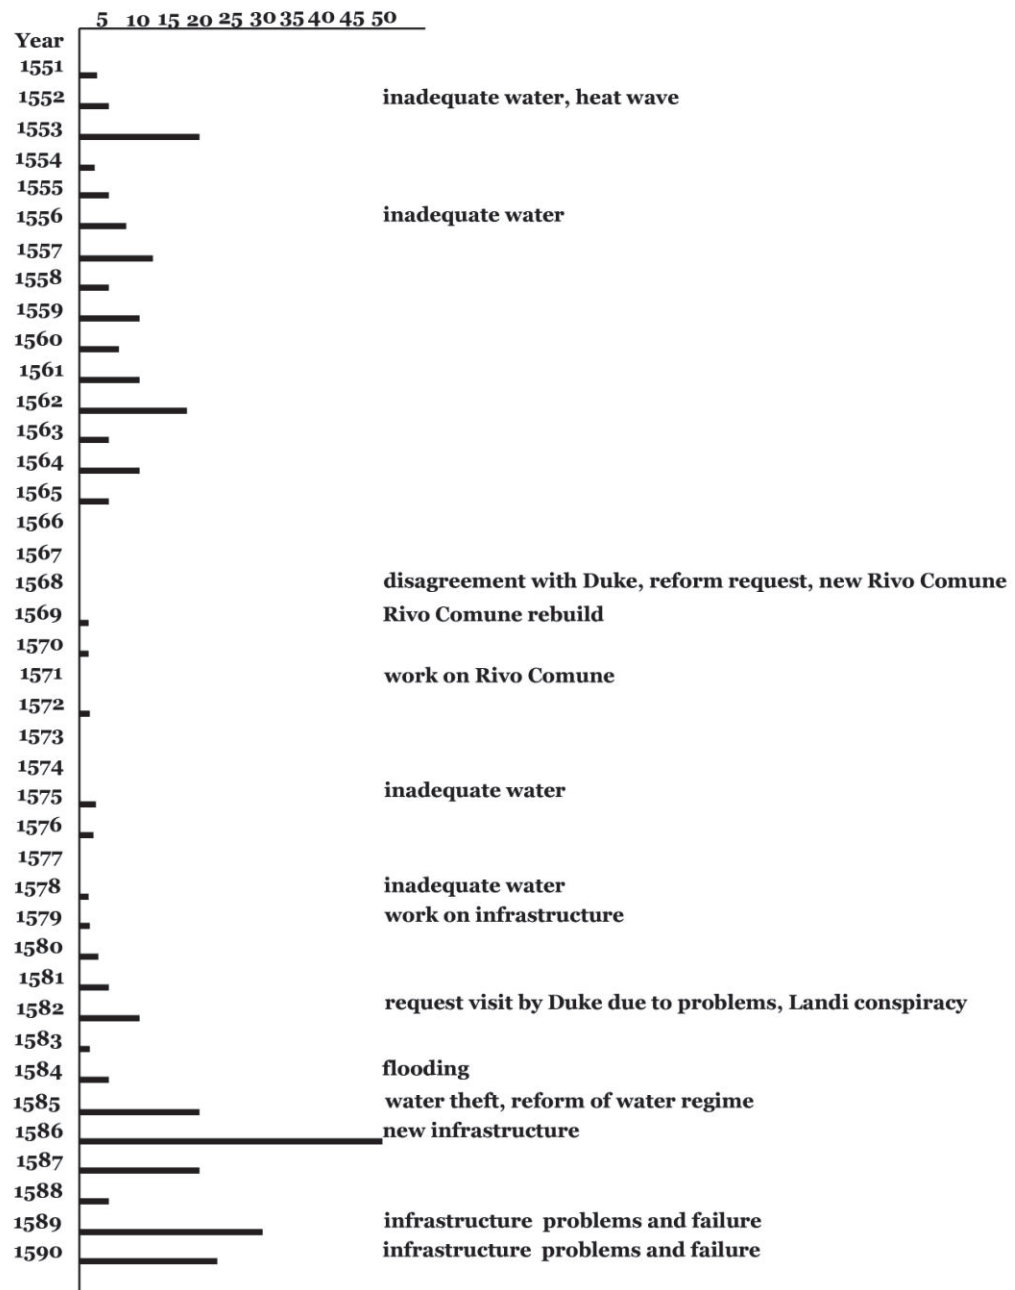 5 10 15 20 25 30 35 40 45 50
Year
1551
1552 inadequate water, heat wave
1553
1554
1555
1556 inadequate water
1557
1558
1559
1560
1561
1562
1563
1564
1565
1566
1567
1568 disagreement with Duke, reform request, new Rivo Comune
1569 Rivo Comune rebuild
1570
1571 work on Rivo Comune
1572
1573
1574
1575 inadequate water
1576
1577
1578 inadequate water
1579 work on infrastructure
1580
1581
1582 request visit by Duke due to problems, Landi conspiracy
1583
1584 flooding
1585 water theft, reform of water regime
1586 new infrastructure
1587
1588
1589 infrastructure problems and failure
1590 infrastructure problems and failure